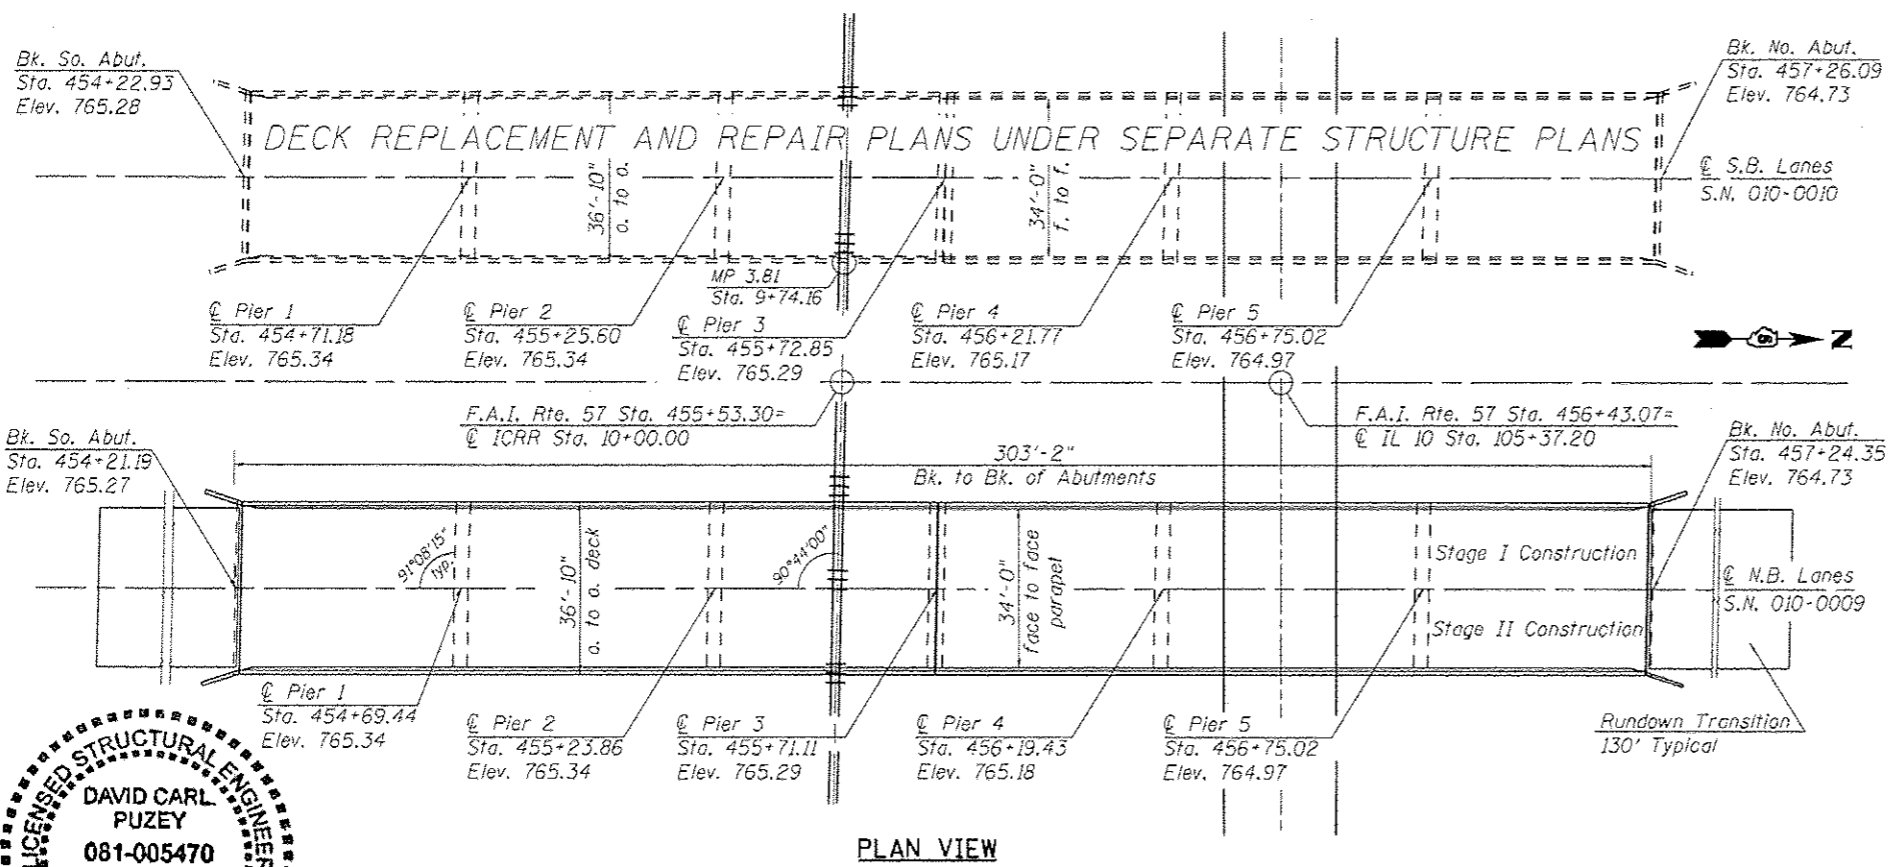 Bk. So. Abut.
Sta. 454+22.93
Elev. 765.28
Bk. No. Abut.
Sta. 457+26.09
Elev. 764.73
DECK REPLACEMENT AND REPAIR PLANS UNDER SEPARATE STRUCTURE PLANS
36'-10"
o. to o.
34'-0"
f. to f.
℄ S.B. Lanes
S.N. 010-0010
MP 3.81
Sta. 9+74.16
℄ Pier 1
Sta. 454+71.18
Elev. 765.34
℄ Pier 2
Sta. 455+25.60
Elev. 765.34
℄ Pier 3
Sta. 455+72.85
Elev. 765.29
℄ Pier 4
Sta. 456+21.77
Elev. 765.17
℄ Pier 5
Sta. 456+75.02
Elev. 764.97
N
F.A.I. Rte. 57 Sta. 455+53.30=
℄ ICRR Sta. 10+00.00
F.A.I. Rte. 57 Sta. 456+43.07=
℄ IL 10 Sta. 105+37.20
Bk. So. Abut.
Sta. 454+21.19
Elev. 765.27
303'-2"
Bk. to Bk. of Abutments
Bk. No. Abut.
Sta. 457+24.35
Elev. 764.73
91°08'15"
typ.
36'-10"
o. to o. deck
90°44'00"
34'-0"
face to face
parapet
Stage I Construction
Stage II Construction
℄ N.B. Lanes
S.N. 010-0009
℄ Pier 1
Sta. 454+69.44
Elev. 765.34
℄ Pier 2
Sta. 455+23.86
Elev. 765.34
℄ Pier 3
Sta. 455+71.11
Elev. 765.29
℄ Pier 4
Sta. 456+19.43
Elev. 765.18
℄ Pier 5
Sta. 456+75.02
Elev. 764.97
Rundown Transition
130' Typical
LICENSED STRUCTURAL ENGINEER
DAVID CARL
PUZEY
081-005470
PLAN VIEW